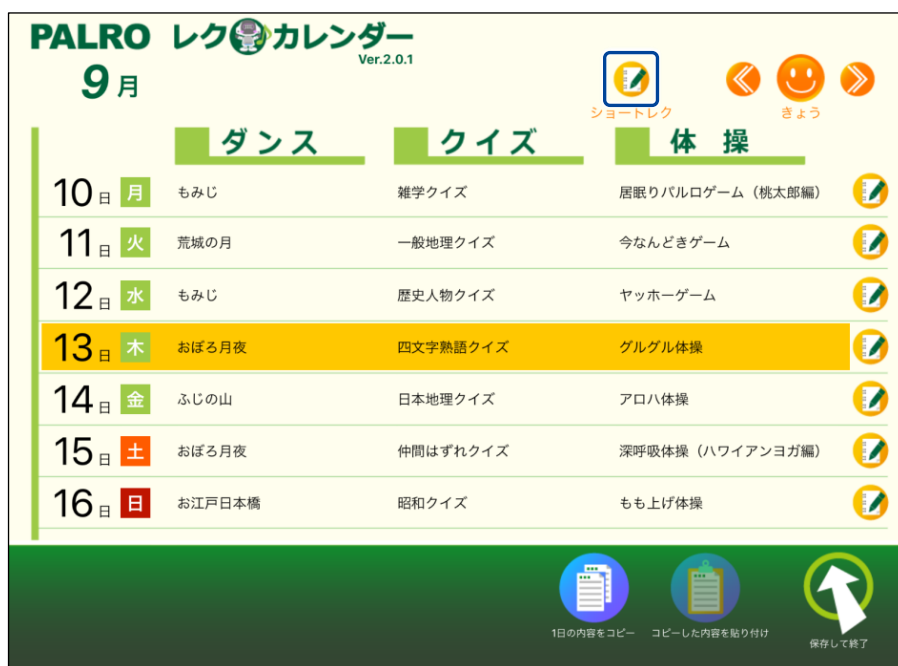 PALRO レクカレンダー
Ver.2.0.1
9月
ショートレク
きょう
ダンス クイズ 体操
10日 月 もみじ 雑学クイズ 居眠りパルロゲーム（桃太郎編）
11日 火 荒城の月 一般地理クイズ 今なんどきゲーム
12日 水 もみじ 歴史人物クイズ ヤッホーゲーム
13日 木 おぼろ月夜 四文字熟語クイズ グルグル体操
14日 金 ふじの山 日本地理クイズ アロハ体操
15日 土 おぼろ月夜 仲間はずれクイズ 深呼吸体操（ハワイアンヨガ編）
16日 日 お江戸日本橋 昭和クイズ もも上げ体操
1日の内容をコピー コピーした内容を貼り付け 保存して終了